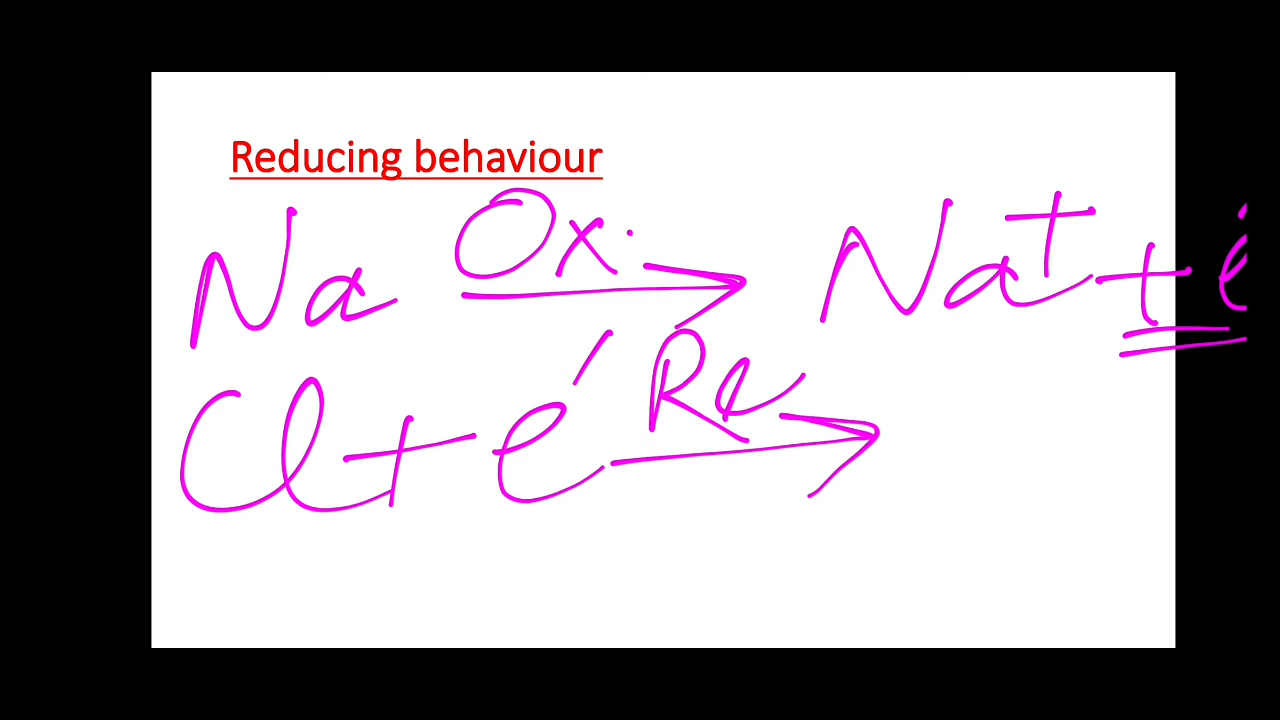 Reducing behaviour
Na Ox. → Na⁺ + e
Cl + é Re →